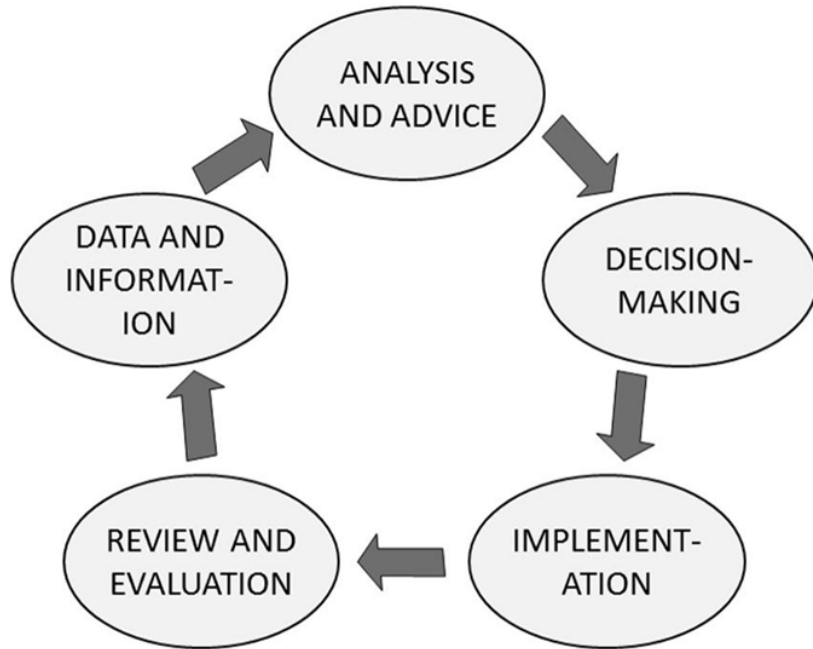 ANALYSIS
AND ADVICE
DECISION-
MAKING
IMPLEMENT-
ATION
REVIEW AND
EVALUATION
DATA AND
INFORMAT-
ION